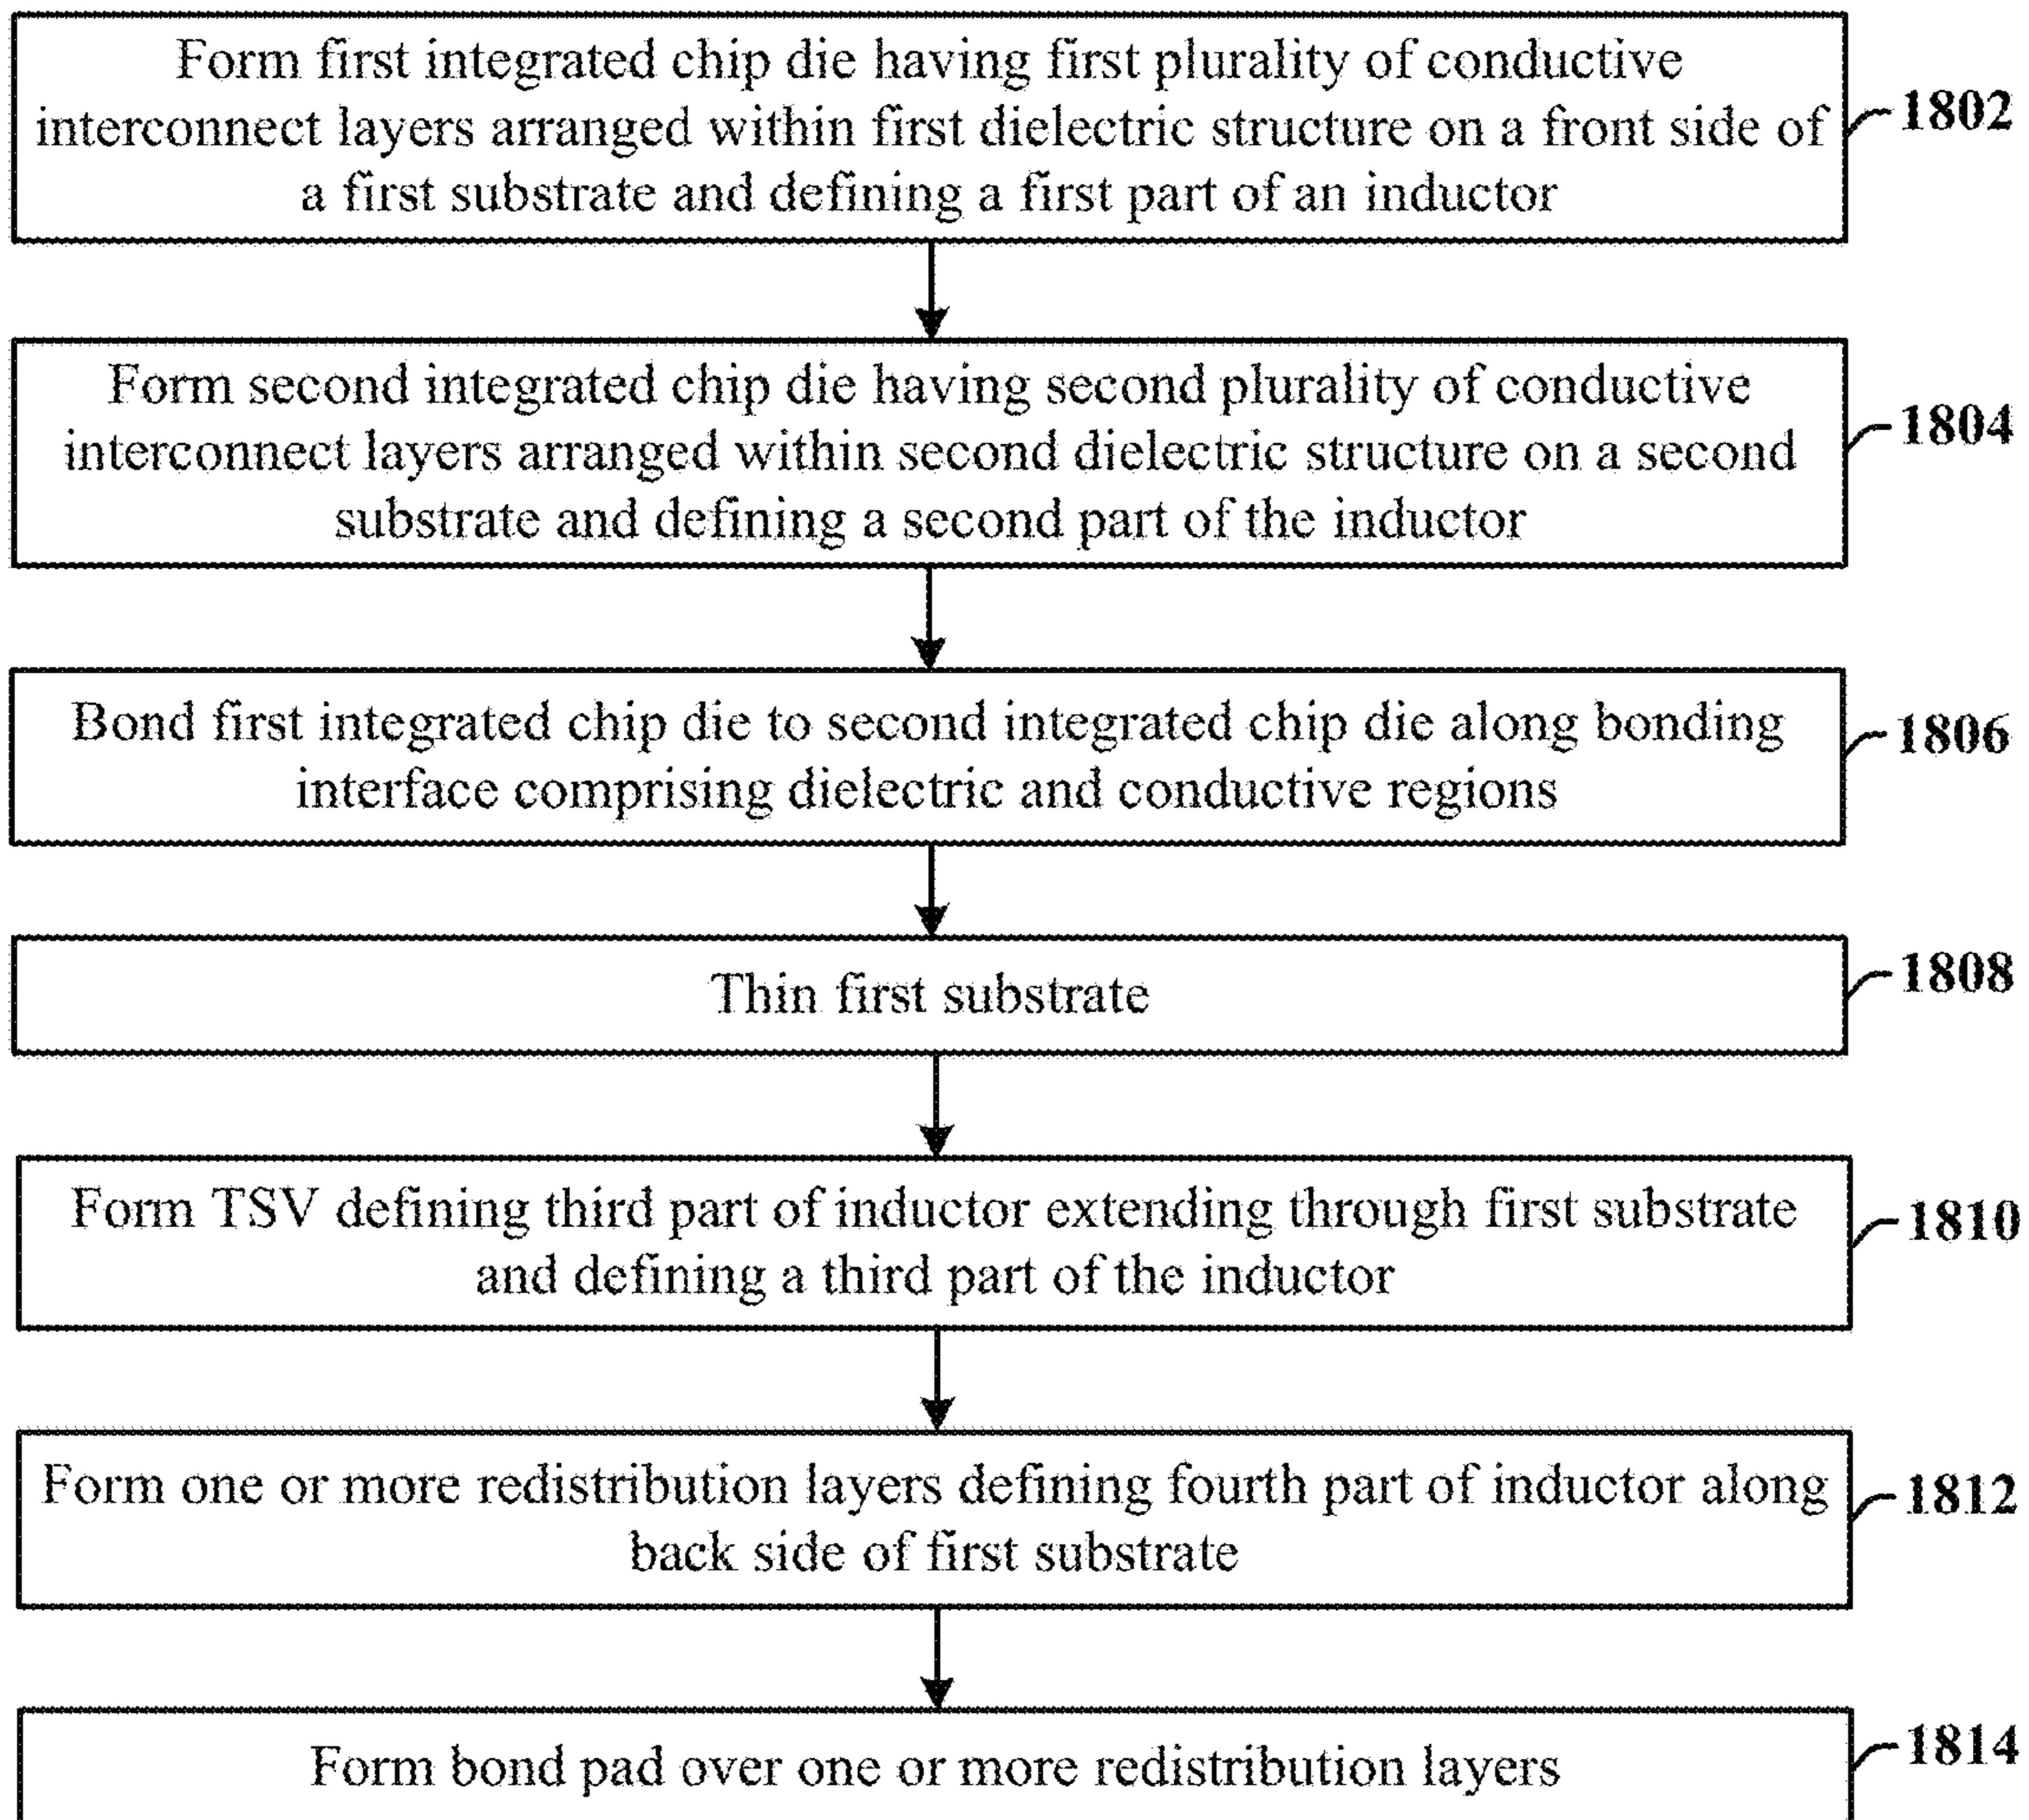 Form first integrated chip die having first plurality of conductive
interconnect layers arranged within first dielectric structure on a front side of
a first substrate and defining a first part of an inductor
1802
Form second integrated chip die having second plurality of conductive
interconnect layers arranged within second dielectric structure on a second
substrate and defining a second part of the inductor
1804
Bond first integrated chip die to second integrated chip die along bonding
interface comprising dielectric and conductive regions
1806
Thin first substrate
1808
Form TSV defining third part of inductor extending through first substrate
and defining a third part of the inductor
1810
Form one or more redistribution layers defining fourth part of inductor along
back side of first substrate
1812
Form bond pad over one or more redistribution layers
1814